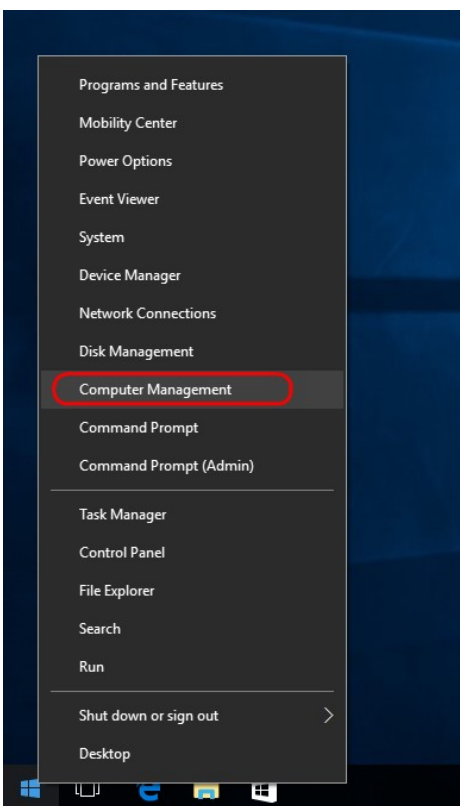 Programs and Features
Mobility Center
Power Options
Event Viewer
System
Device Manager
Network Connections
Disk Management
Computer Management
Command Prompt
Command Prompt (Admin)
Task Manager
Control Panel
File Explorer
Search
Run
Shut down or sign out
Desktop